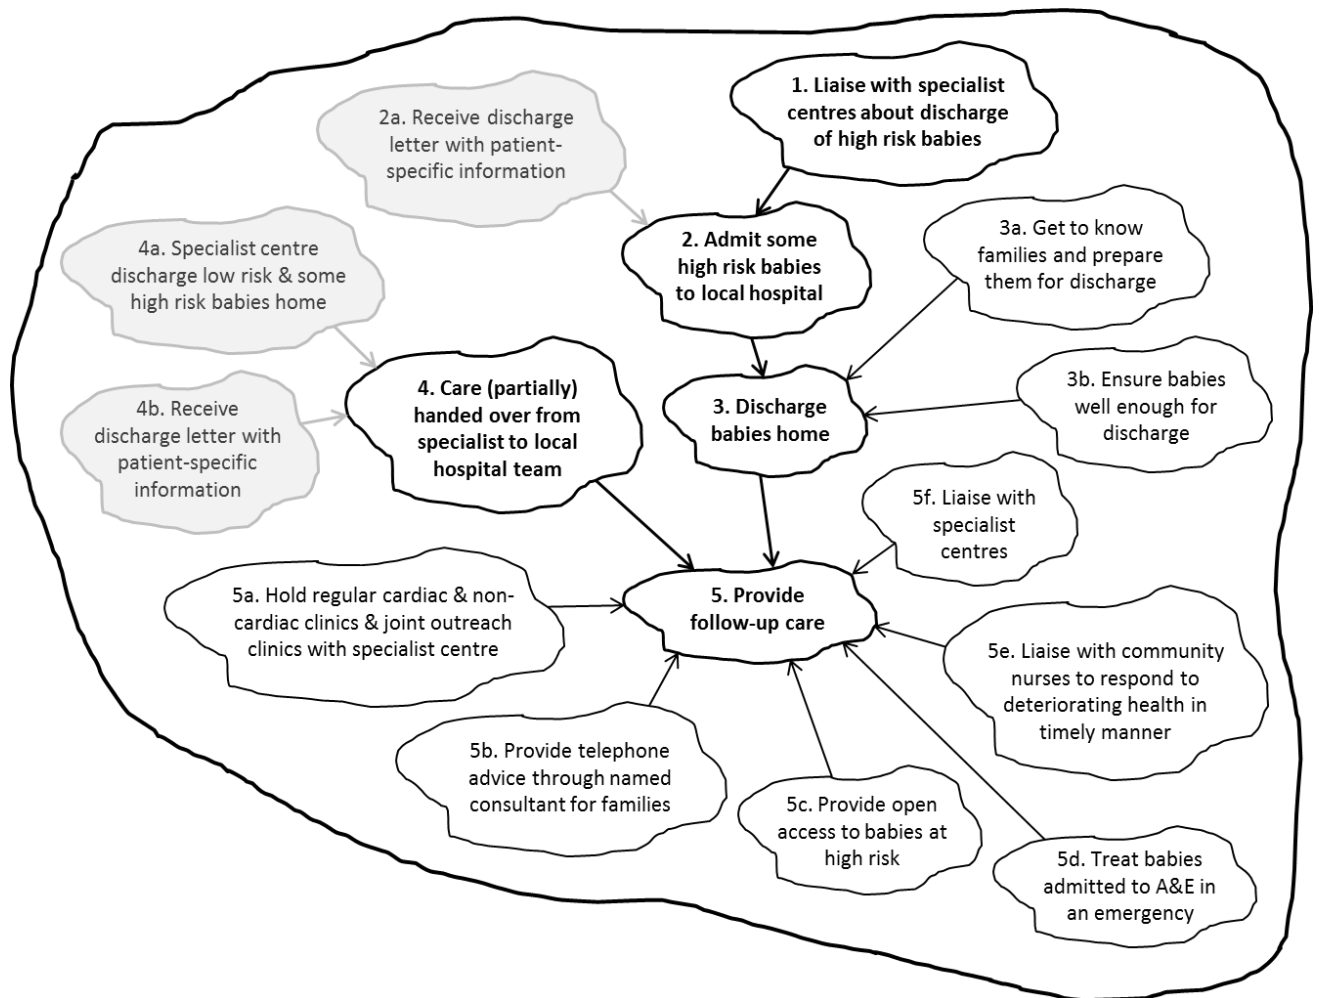 1. Liaise with specialist
centres about discharge
of high risk babies
2a. Receive discharge
letter with patient-
specific information
2. Admit some
high risk babies
to local hospital
3a. Get to know
families and prepare
them for discharge
4a. Specialist centre
discharge low risk & some
high risk babies home
4. Care (partially)
handed over from
specialist to local
hospital team
3. Discharge
babies home
3b. Ensure babies
well enough for
discharge
4b. Receive
discharge letter with
patient-specific
information
5f. Liaise with
specialist
centres
5a. Hold regular cardiac & non-
cardiac clinics & joint outreach
clinics with specialist centre
5. Provide
follow-up care
5e. Liaise with community
nurses to respond to
deteriorating health in
timely manner
5b. Provide telephone
advice through named
consultant for families
5c. Provide open
access to babies at
high risk
5d. Treat babies
admitted to A&E in
an emergency